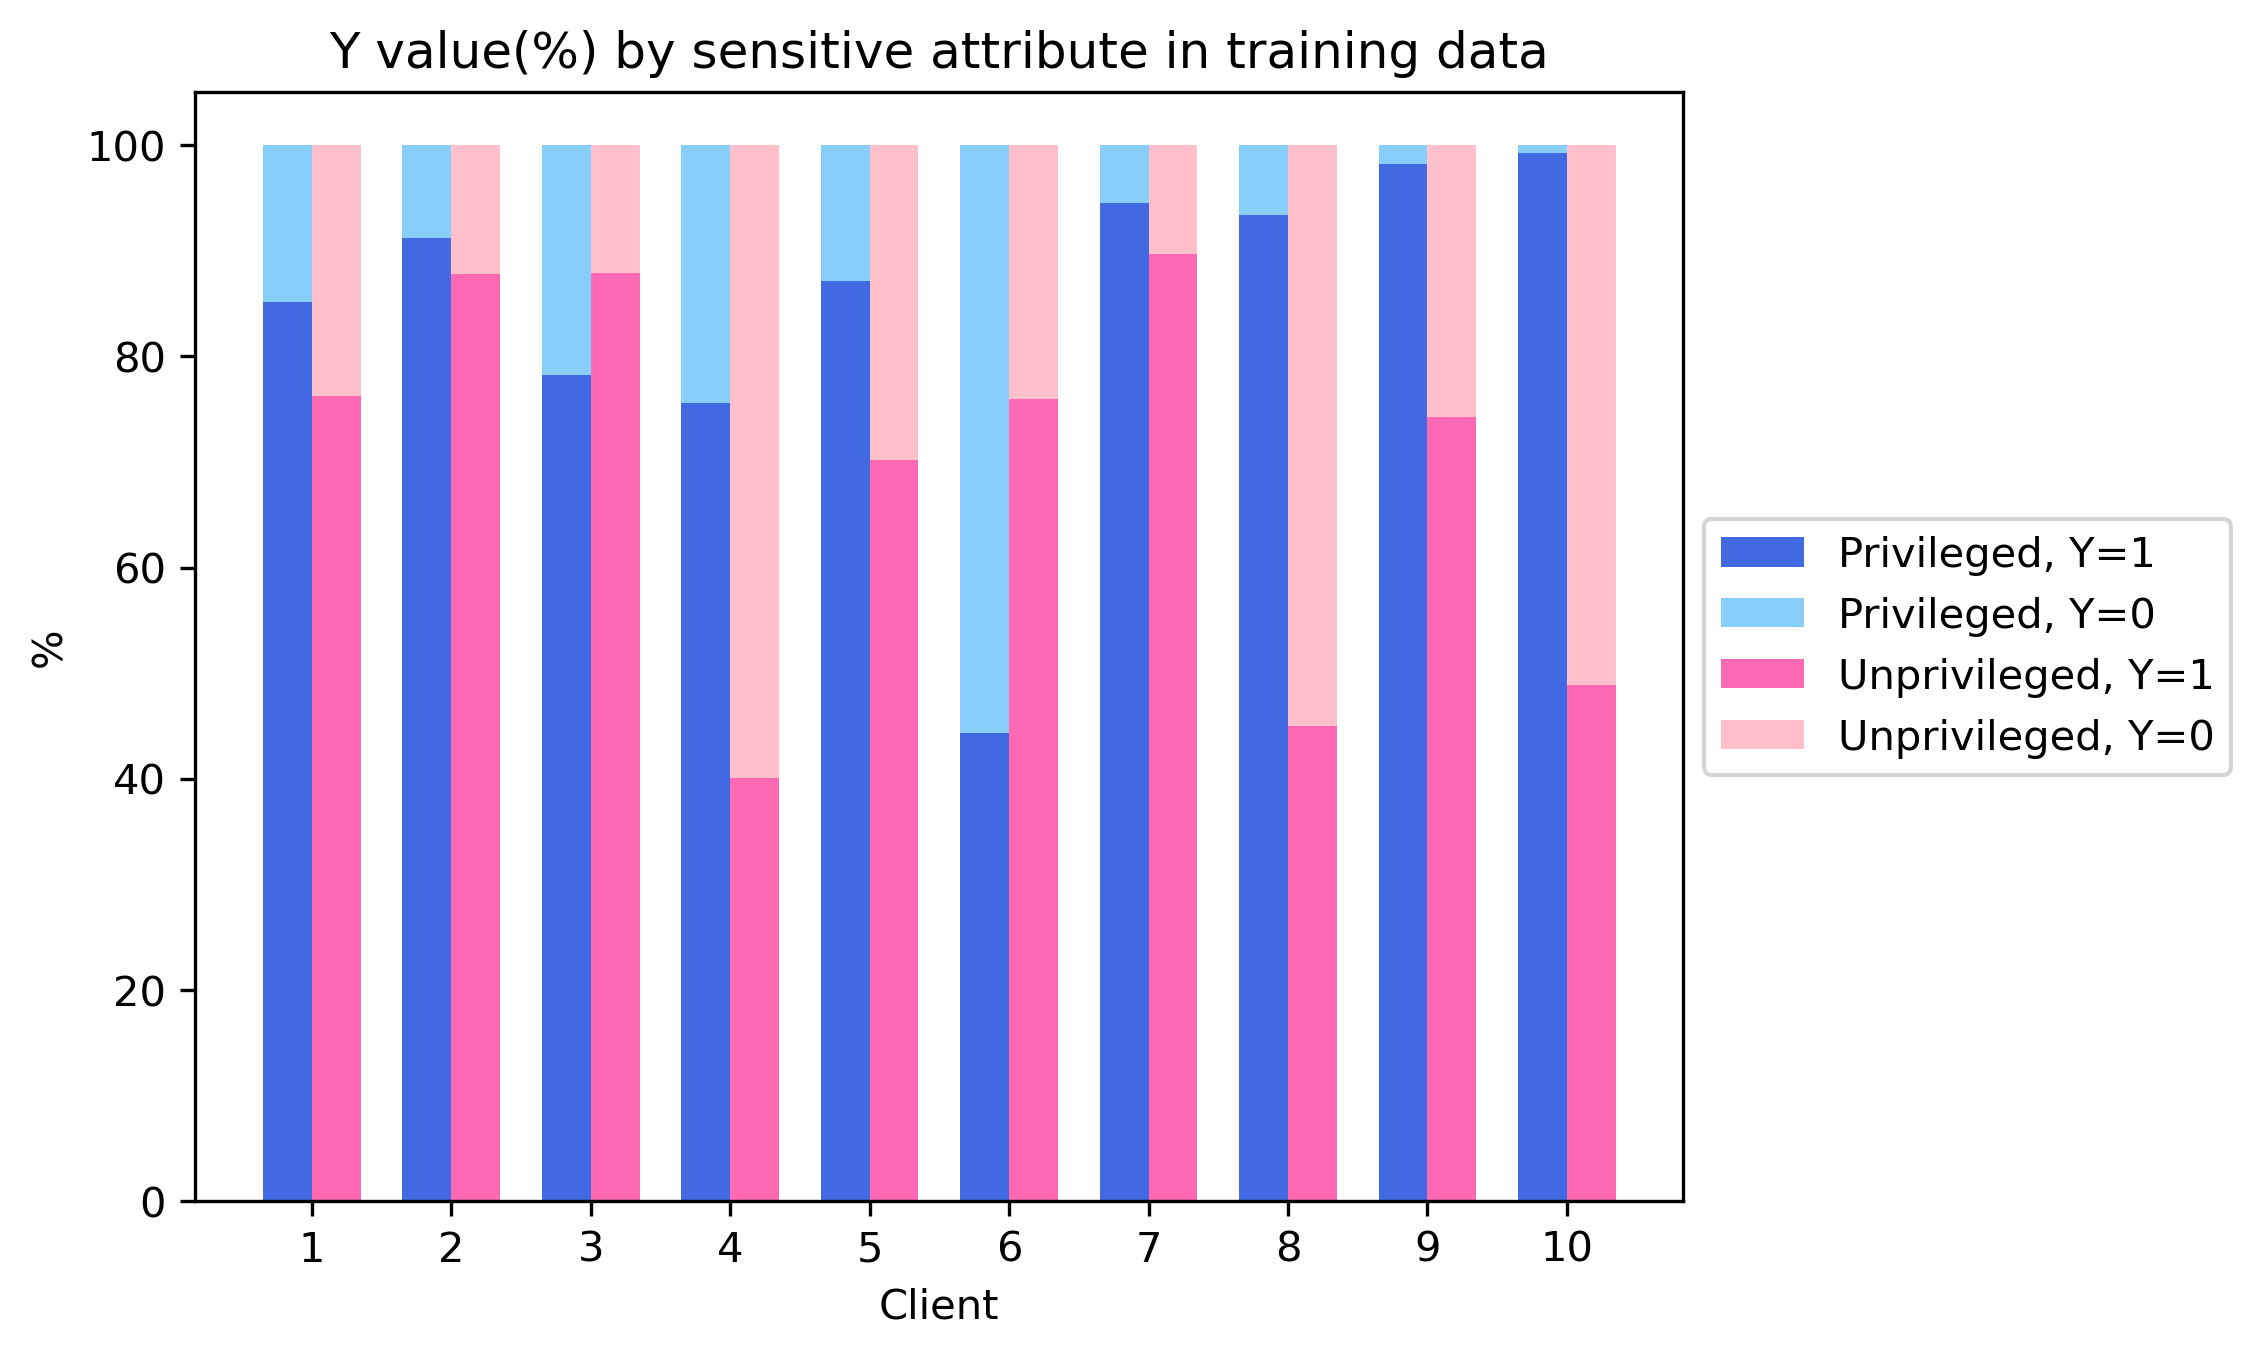 Y value(%) by sensitive attribute in training data
100
80
60
40
20
0
%
1 2 3 4 5 6 7 8 9 10
Client
Privileged, Y=1
Privileged, Y=0
Unprivileged, Y=1
Unprivileged, Y=0